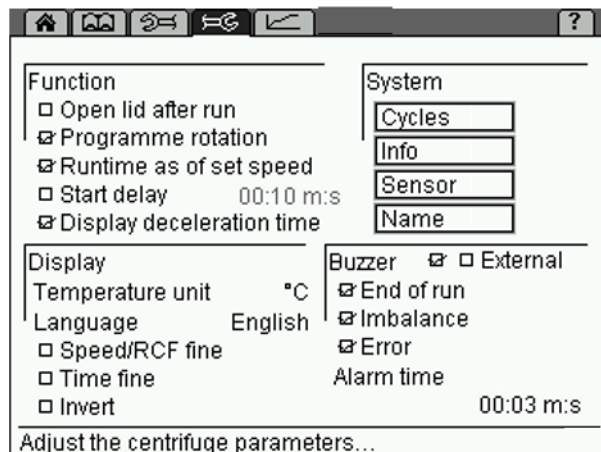 ?
Function
Open lid after run
Programme rotation
Runtime as of set speed
Start delay 00:10 m:s
Display deceleration time
System
Cycles
Info
Sensor
Name
Display
Temperature unit °C
Language English
Speed/RCF fine
Time fine
Invert
Buzzer External
End of run
Imbalance
Error
Alarm time
00:03 m:s
Adjust the centrifuge parameters...